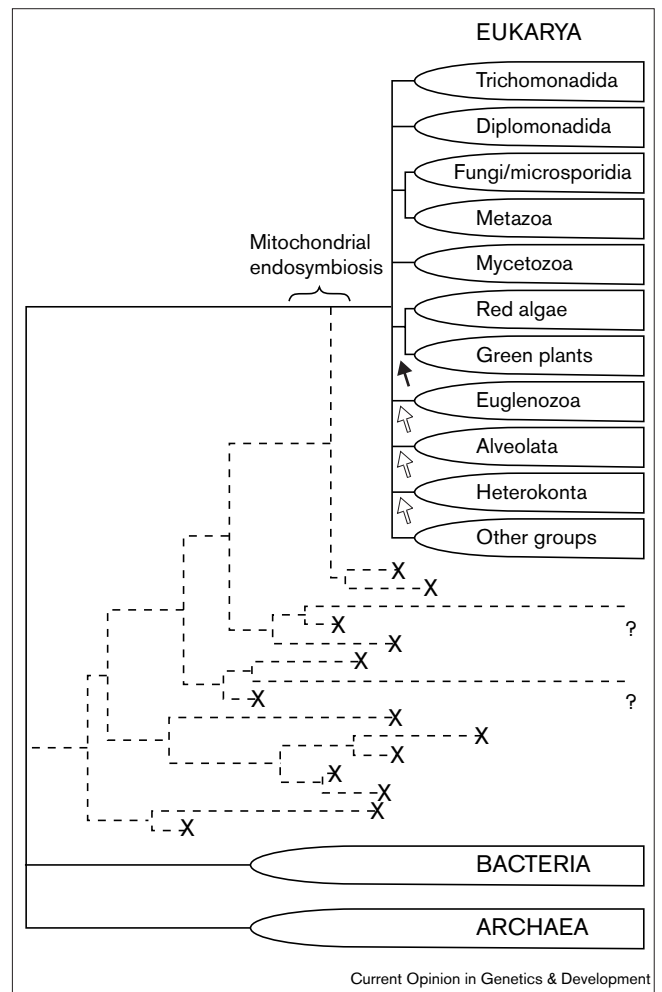 EUKARYA
Trichomonadida
Diplomonadida
Fungi/microsporidia
Metazoa
Mitochondrial
endosymbiosis
Mycetozoa
Red algae
Green plants
Euglenozoa
Alveolata
Heterokonta
Other groups
X
X
X
?
X
X
X
?
X
X
X
X
X
X
X
BACTERIA
ARCHAEA
Current Opinion in Genetics & Development